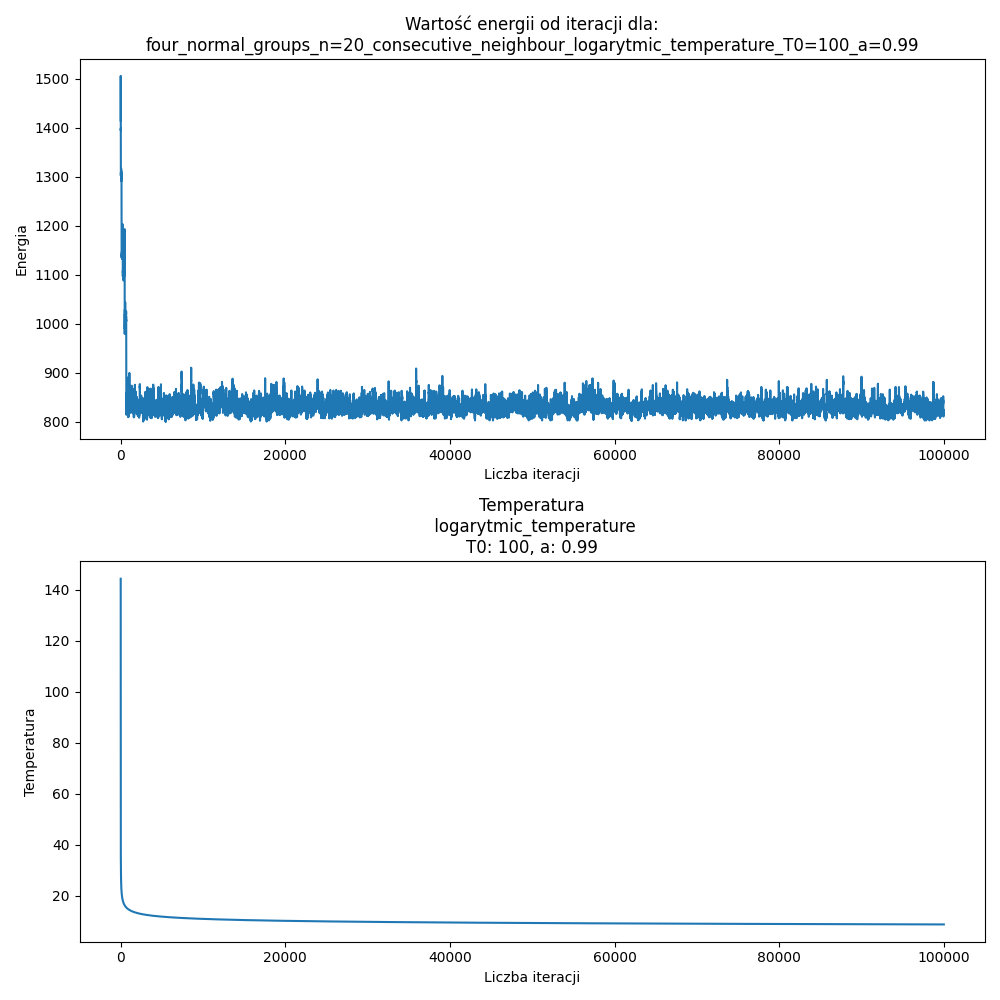 Wartość energii od iteracji dla:
four_normal_groups_n=20_consecutive_neighbour_logarytmic_temperature_T0=100_a=0.99
1500
1400
1300
1200
1100
1000
900
800
Energia
0 20000 40000 60000 80000 100000
Liczba iteracji
Temperatura
logarytmic_temperature
T0: 100, a: 0.99
140
120
100
80
60
40
20
Temperatura
0 20000 40000 60000 80000 100000
Liczba iteracji